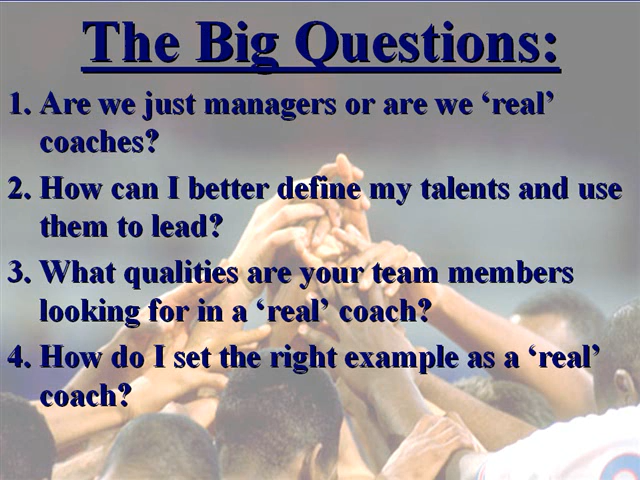 The Big Questions:
1. Are we just managers or are we ‘real’
coaches?
2. How can I better define my talents and use
them to lead?
3. What qualities are your team members
looking for in a ‘real’ coach?
4. How do I set the right example as a ‘real’
coach?